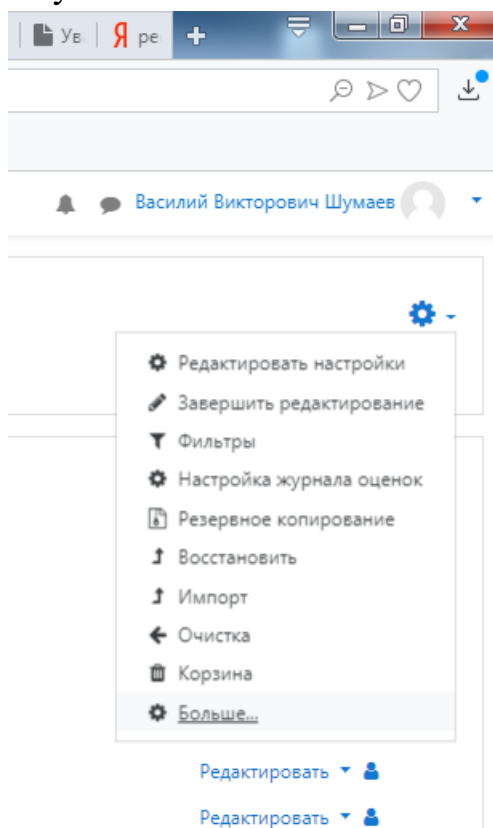 у
Ув
Я ре
Василий Викторович Шумаев
Редактировать настройки
Завершить редактирование
Фильтры
Настройка журнала оценок
Резервное копирование
Восстановить
Импорт
Очистка
Корзина
Больше...
Редактировать
Редактировать